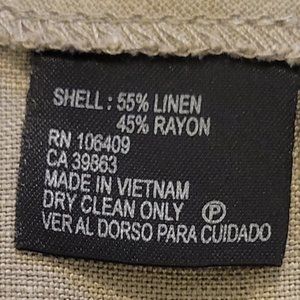 SHELL : 55% LINEN
45% RAYON
RN 106409
CA 39863
MADE IN VIETNAM
DRY CLEAN ONLY Ⓟ
VER AL DORSO PARA CUIDADO